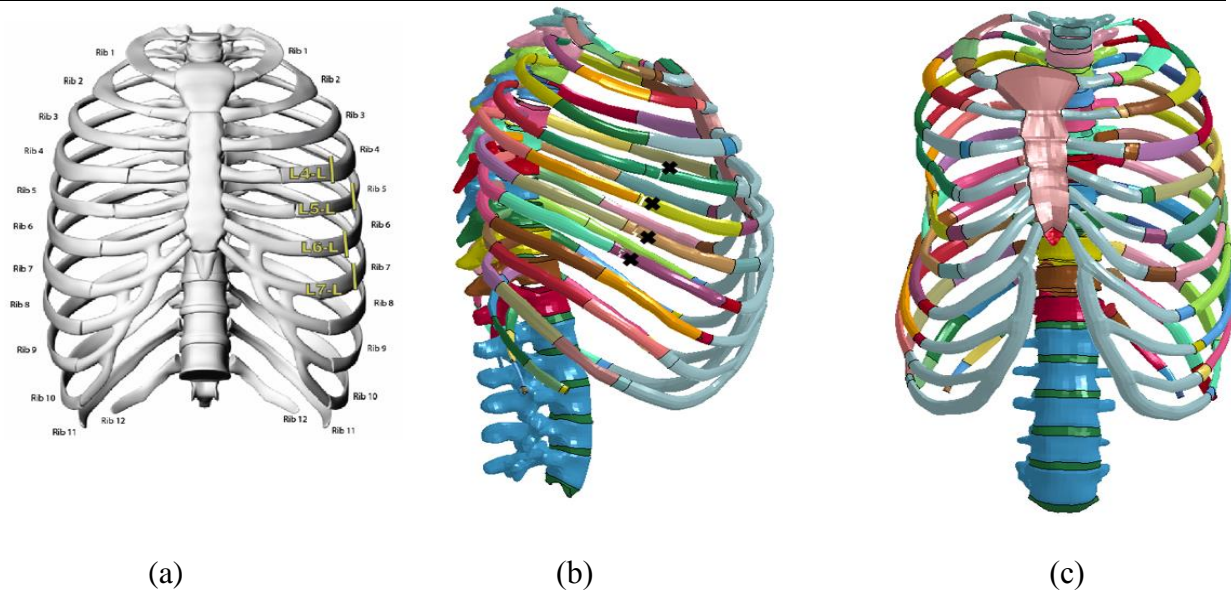 Rib 1 Rib 1
Rib 2 Rib 2
Rib 3 Rib 3
Rib 4 Rib 4
L4-L
Rib 5 Rib 5
L5-L
Rib 6 Rib 6
L6-L
Rib 7 Rib 7
L7-L
Rib 8 Rib 8
Rib 9 Rib 9
Rib 10 Rib 12 Rib 12 Rib 10
Rib 11 Rib 11
(a) (b) (c)